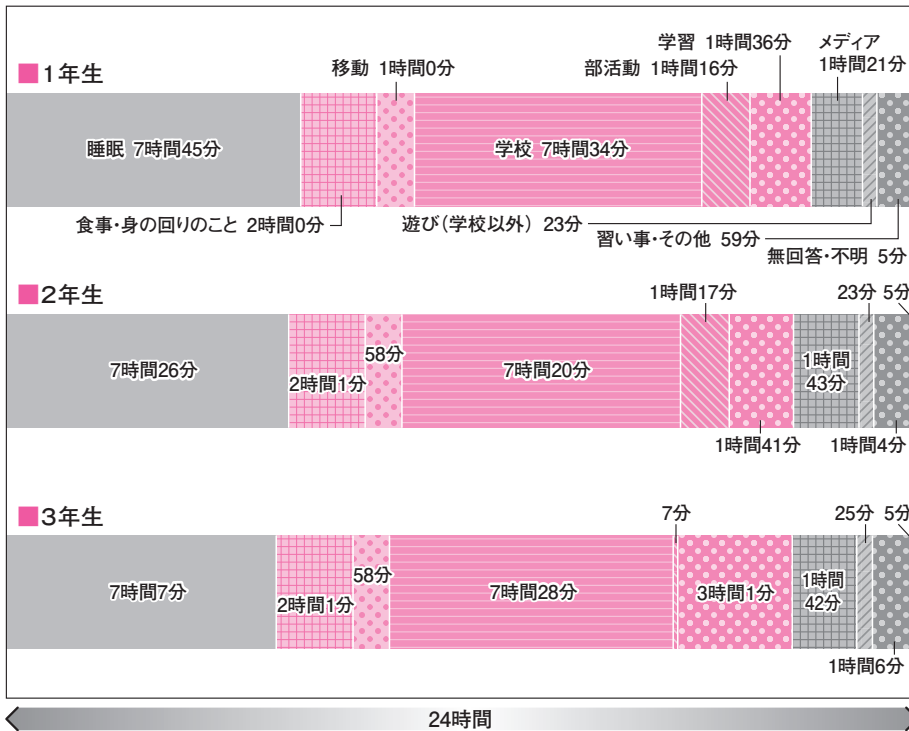 ■1年生
移動 1時間0分
学習 1時間36分
部活動 1時間16分
メディア
1時間21分
睡眠 7時間45分
学校 7時間34分
食事・身の回りのこと 2時間0分
遊び（学校以外） 23分
習い事・その他 59分
無回答・不明 5分
■2年生
1時間17分
23分 5分
7時間26分
2時間1分
58分
7時間20分
1時間
43分
1時間41分
1時間4分
■3年生
7分
25分 5分
7時間7分
2時間1分
58分
7時間28分
3時間1分
1時間
42分
1時間6分
24時間